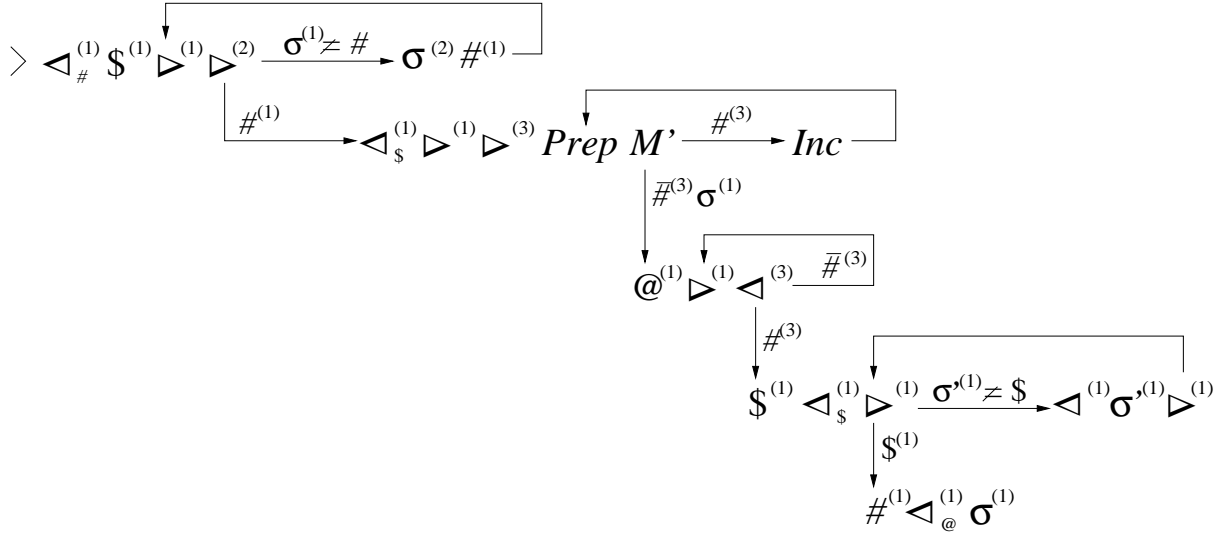 > ◁#^(1) $^(1) ▷^(1) ▷^(2) σ^(1)≠# σ^(2) #^(1)
#^(1)
◁$^(1) ▷^(1) ▷^(3) Prep M' #^(3) Inc
#̅^(3) σ^(1)
@^(1) ▷^(1) ◁^(3) #̅^(3)
#^(3)
$^(1) ◁$^(1) ▷^(1) σ'^(1)≠$ ◁^(1) σ'^(1) ▷^(1)
$^(1)
#^(1) ◁@^(1) σ^(1)